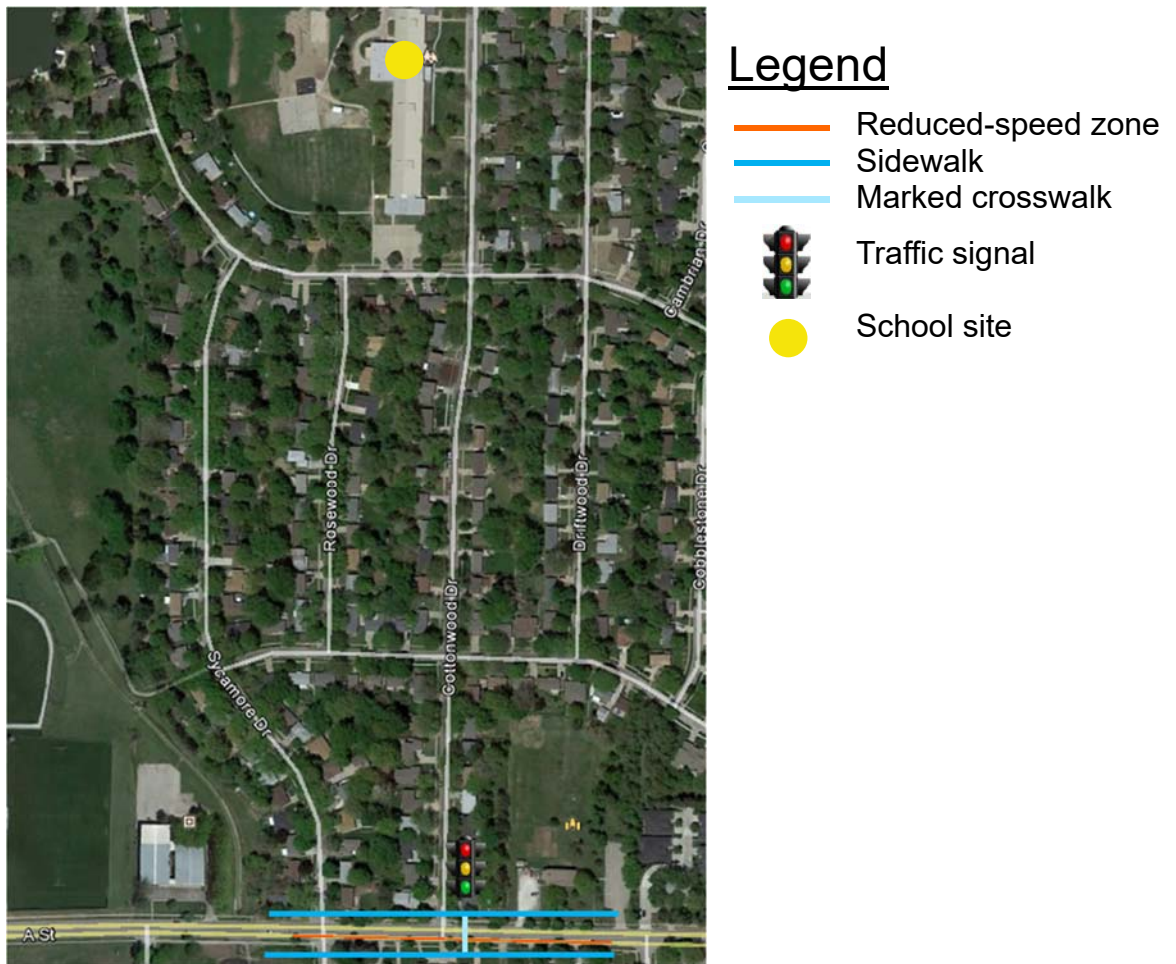 Legend
Reduced-speed zone
Sidewalk
Marked crosswalk
Traffic signal
School site
Cambrian Dr
Rosewood Dr
Driftwood Dr
Cobblestone Dr
Cottonwood Dr
Sycamore Dr
A St